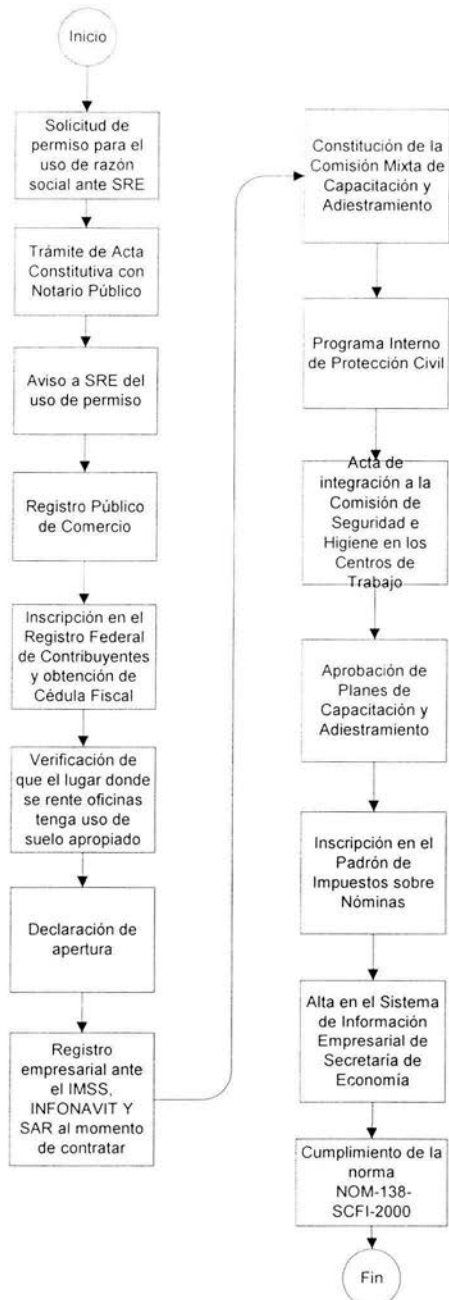 Inicio
Solicitud de
permiso para el
uso de razón
social ante SRE
Trámite de Acta
Constitutiva con
Notario Público
Aviso a SRE del
uso de permiso
Registro Público
de Comercio
Inscripción en el
Registro Federal
de Contribuyentes
y obtención de
Cédula Fiscal
Verificación de
que el lugar donde
se rente oficinas
tenga uso de
suelo apropiado
Declaración de
apertura
Registro
empresarial ante
el IMSS,
INFONAVIT Y
SAR al momento
de contratar
Constitución de la
Comisión Mixta de
Capacitación y
Adiestramiento
Programa Interno
de Protección Civil
Acta de
integración a la
Comisión de
Seguridad e
Higiene en los
Centros de
Trabajo
Aprobación de
Planes de
Capacitación y
Adiestramiento
Inscripción en el
Padrón de
Impuestos sobre
Nóminas
Alta en el Sistema
de Información
Empresarial de
Secretaría de
Economía
Cumplimiento de la
norma
NOM-138-
SCFI-2000
Fin